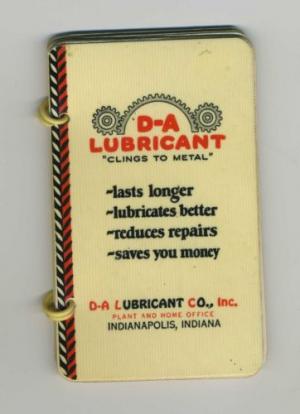 D-A
LUBRICANT
"CLINGS TO METAL"
-lasts longer
-lubricates better
-reduces repairs
-saves you money
D-A LUBRICANT CO., Inc.
PLANT AND HOME OFFICE
INDIANAPOLIS, INDIANA